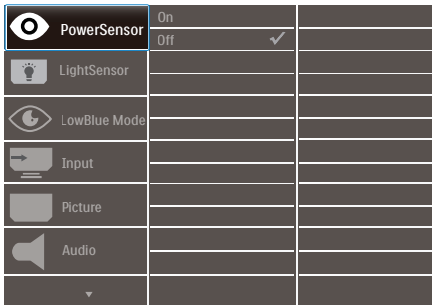 PowerSensor
On
Off
LightSensor
LowBlue Mode
Input
Picture
Audio